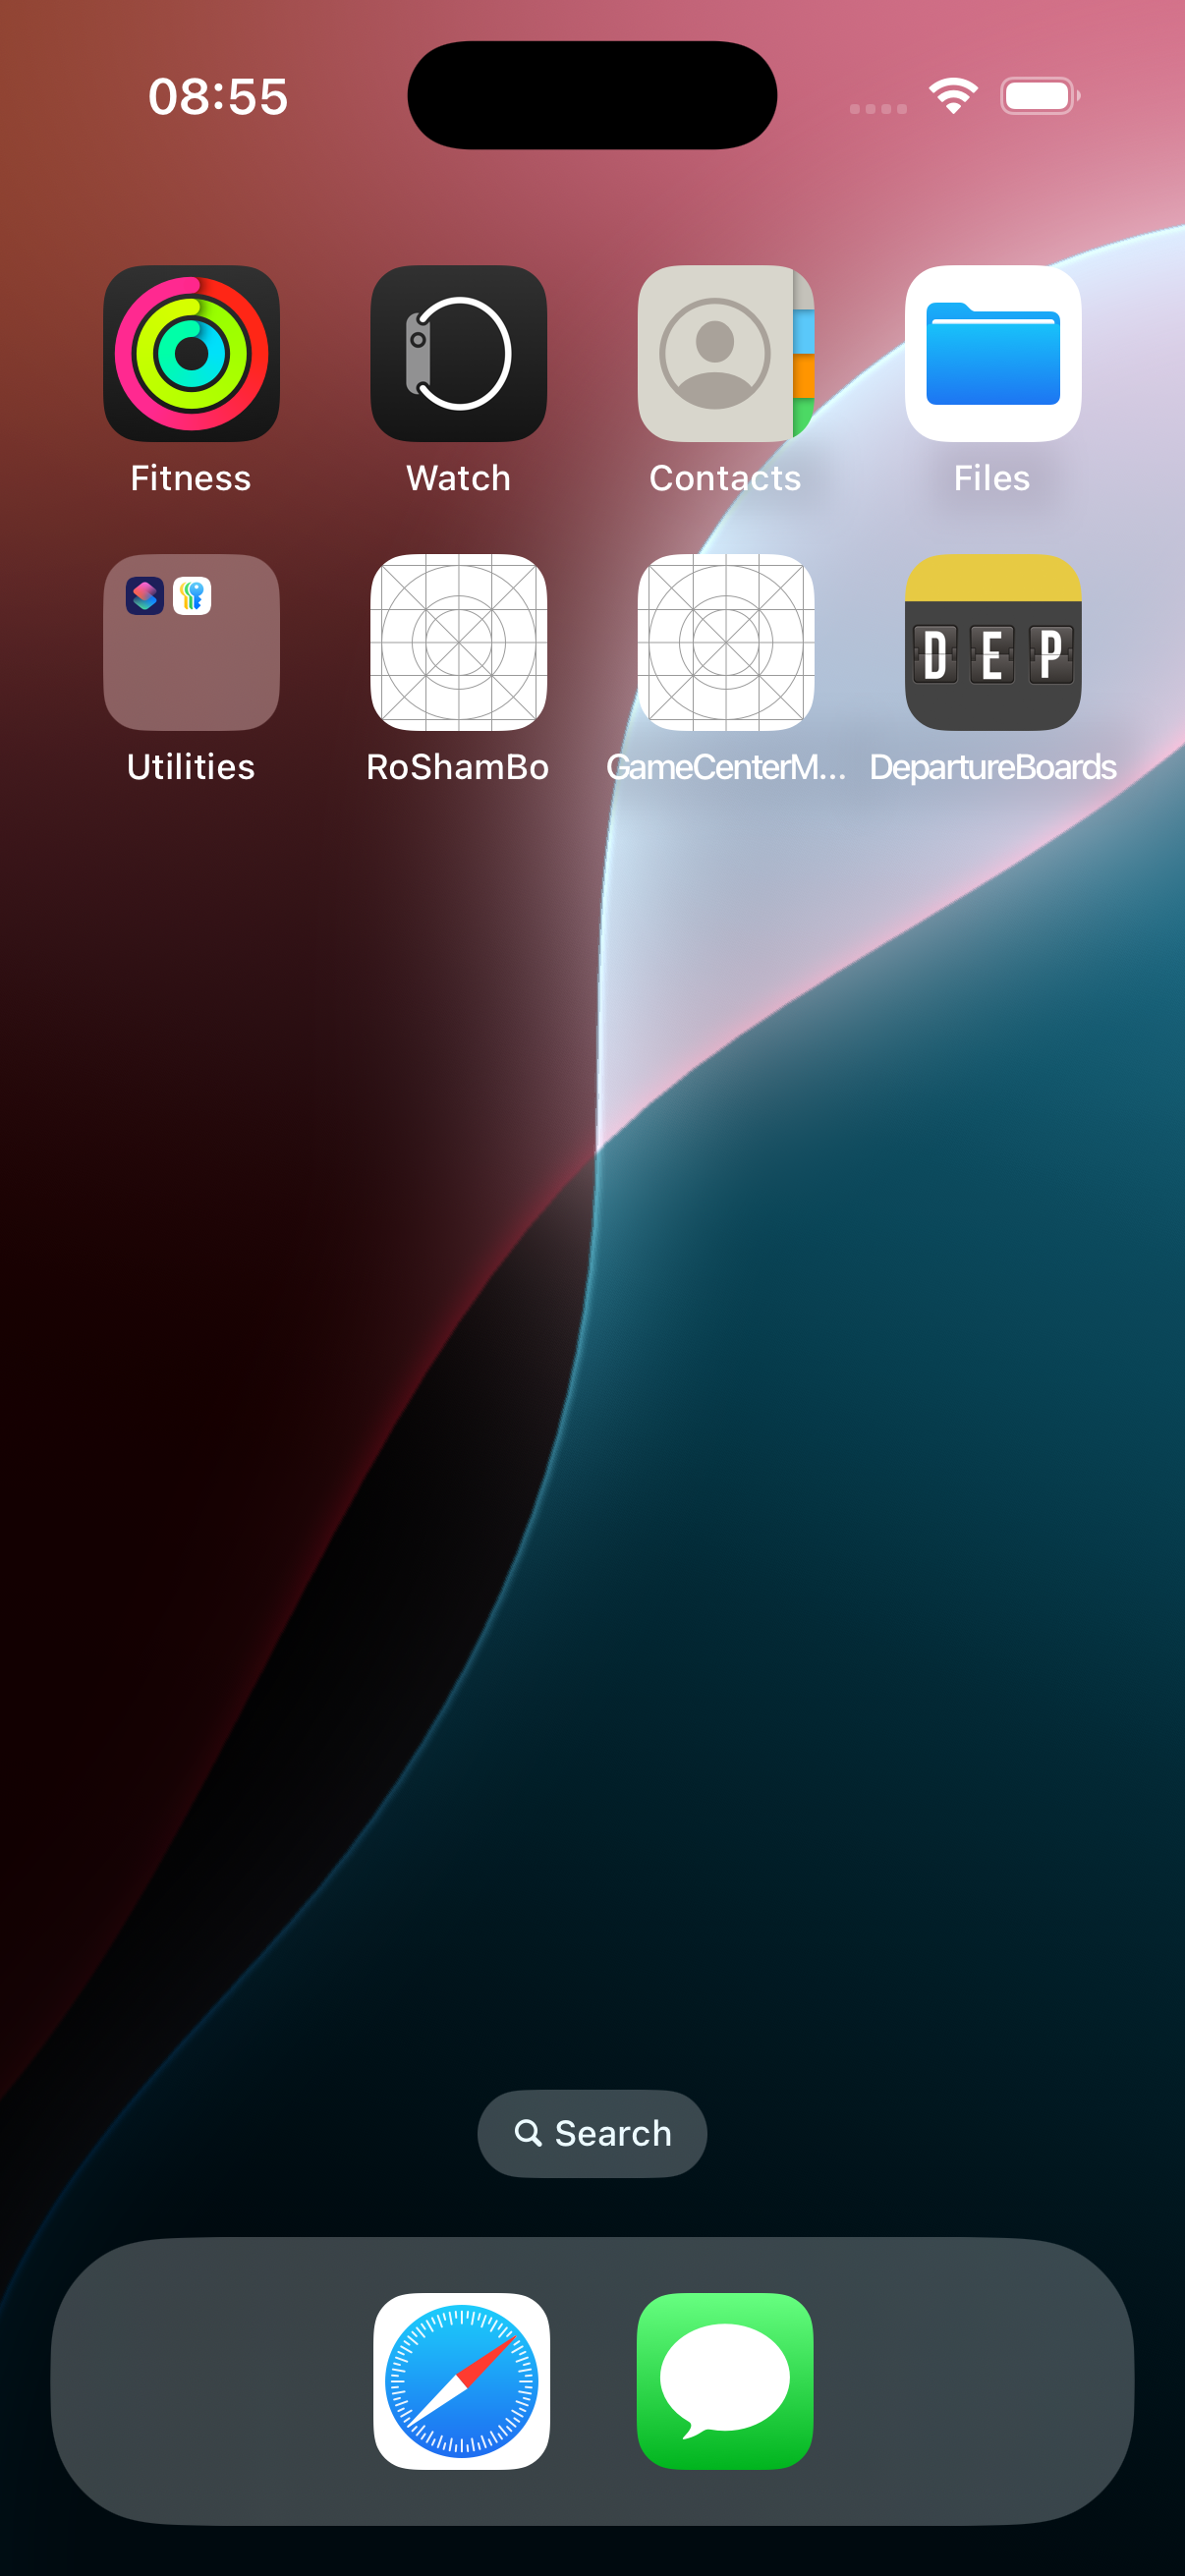 08:55
Fitness
Watch
Contacts
Files
DEP
Utilities
RoShamBo
GameCenterM...
DepartureBoards
Search